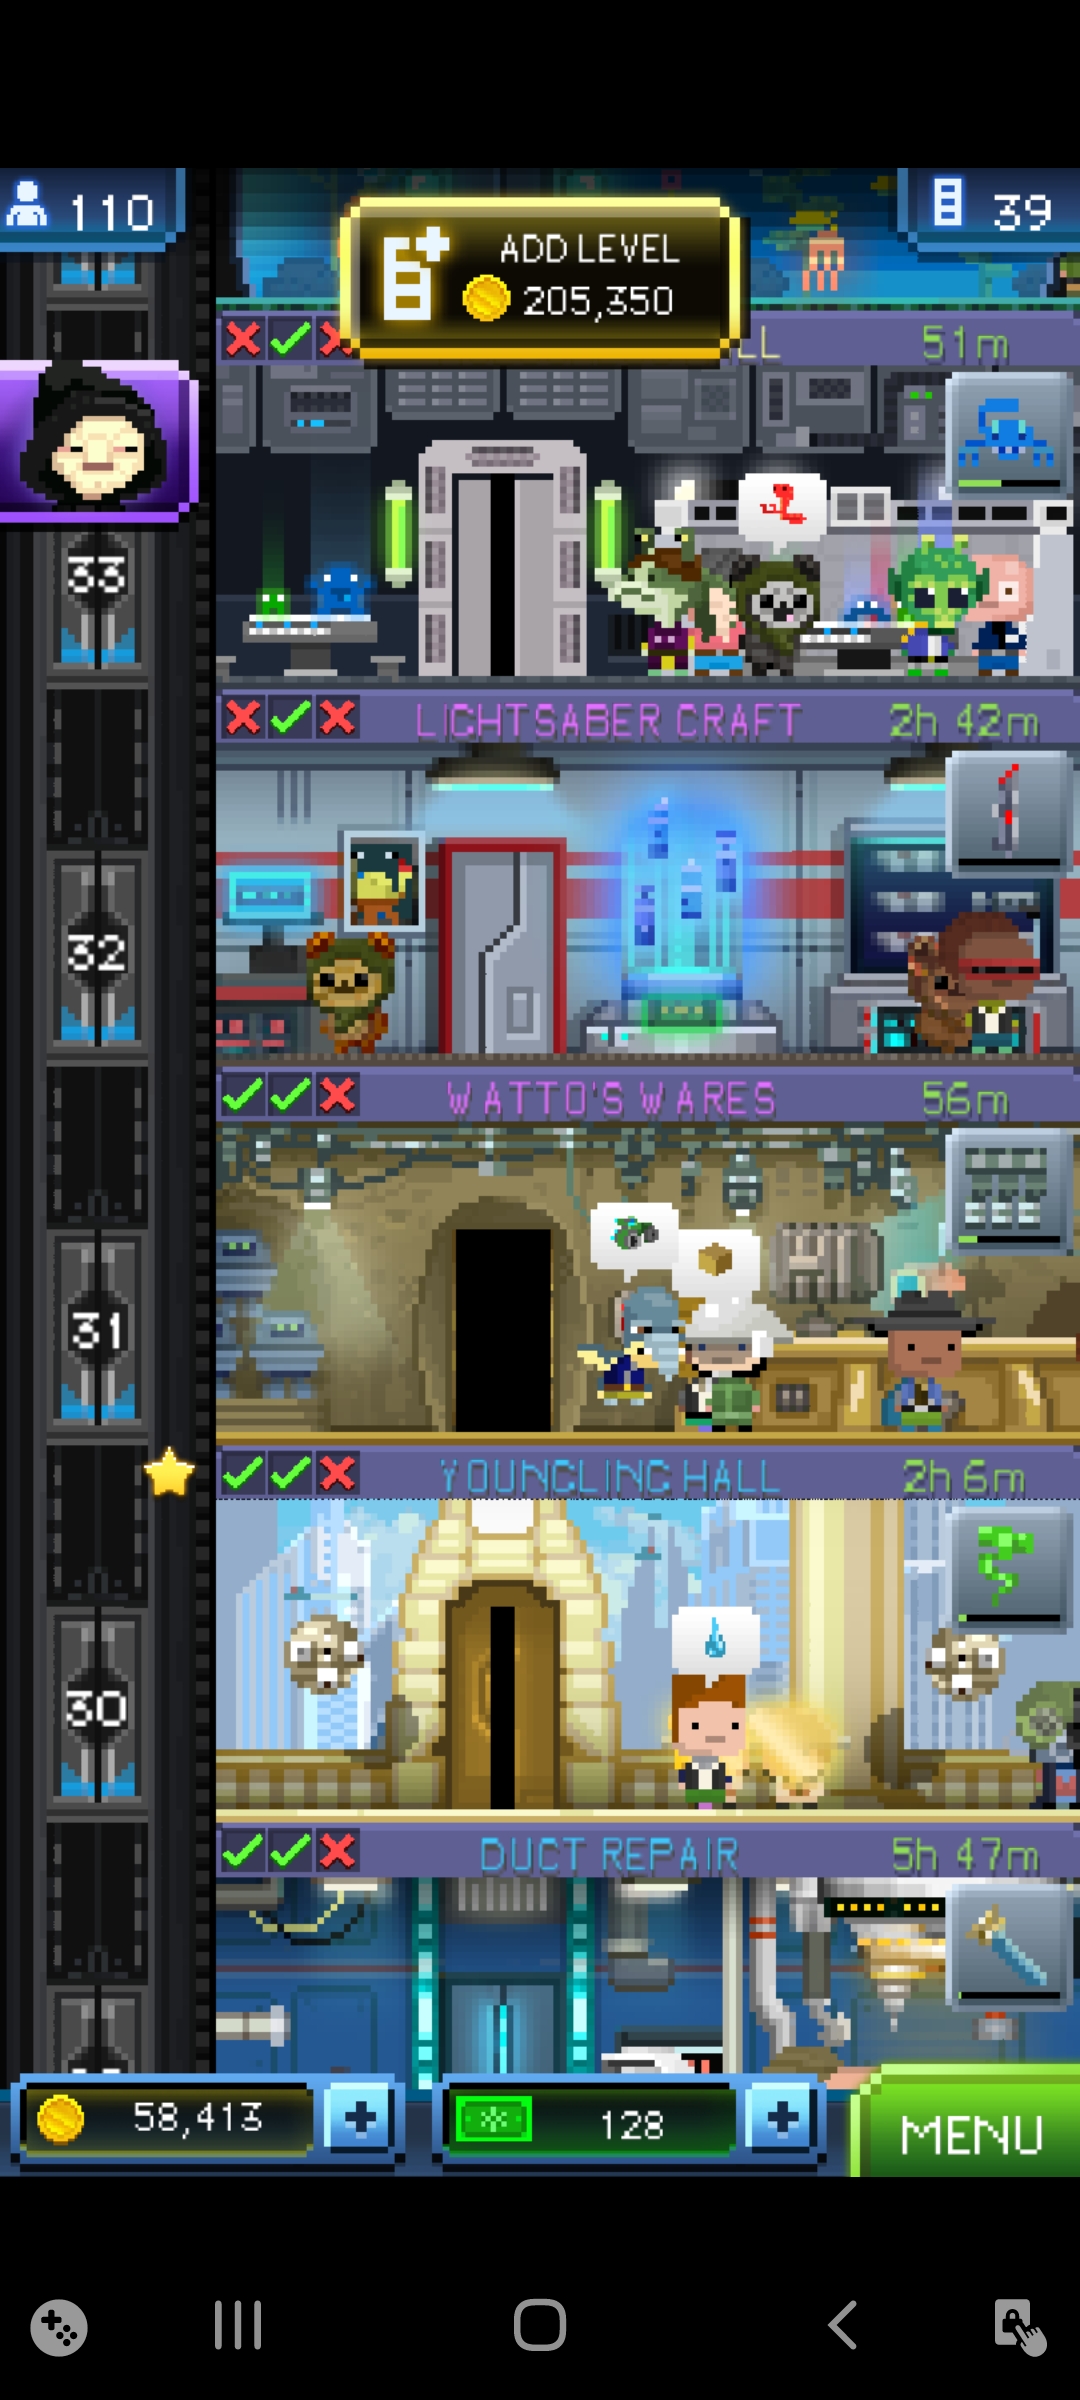 110
ADD LEVEL
205,350
39
LL
51m
33
LIGHTSABER CRAFT
2h 42m
32
WATTO'S WARES
56m
31
YOUNGLING HALL
2h 6m
30
DUCT REPAIR
5h 47m
58,413
128
MENU